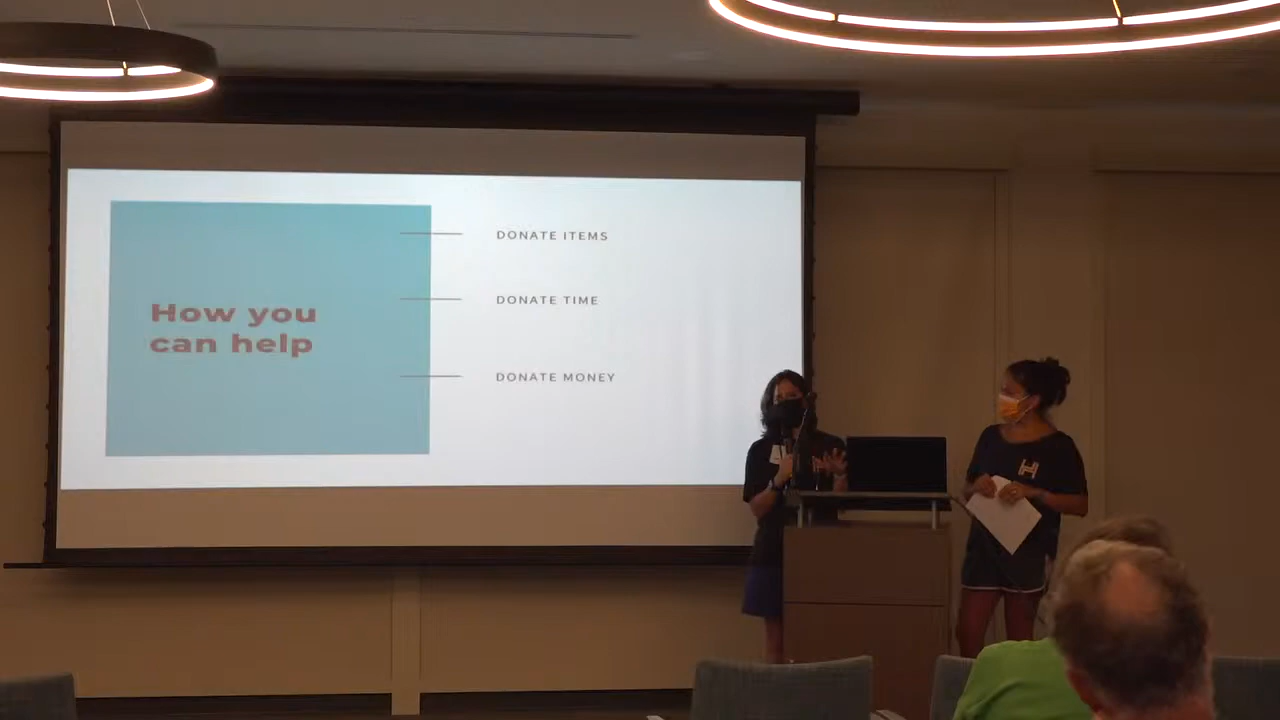 How you
can help
DONATE ITEMS
DONATE TIME
DONATE MONEY
H